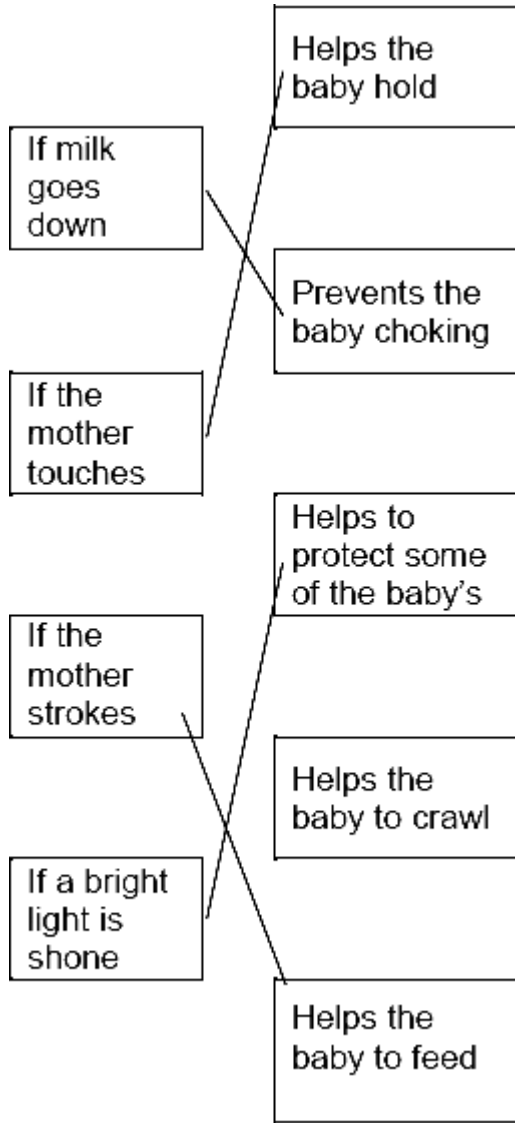 Helps the
baby hold
If milk
goes
down
Prevents the
baby choking
If the
mother
touches
Helps to
protect some
of the baby's
If the
mother
strokes
Helps the
baby to crawl
If a bright
light is
shone
Helps the
baby to feed